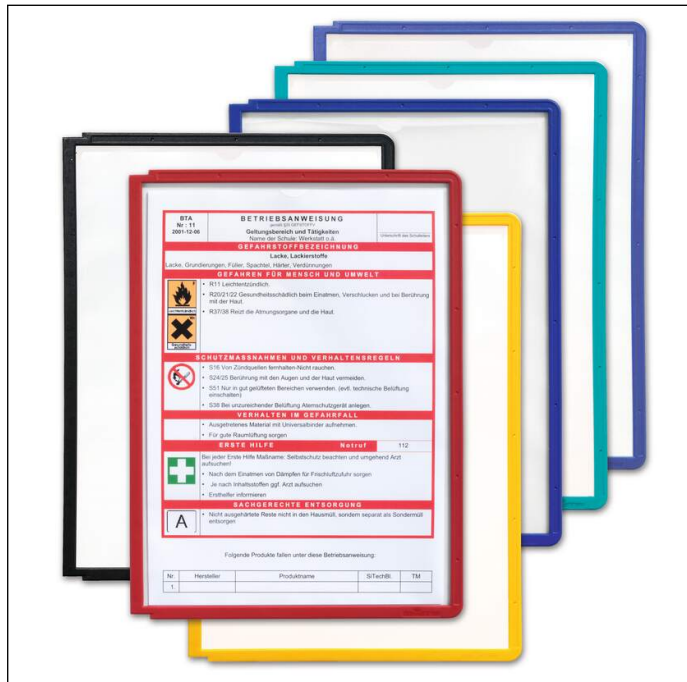 BTA
Nr : 11
2001-12-06
BETRIEBSANWEISUNG
Geltungsbereich und Tätigkeiten
Name der Schule: Werkstatt o.ä.
Unterschrift des Schulleiters
GEFAHRSTOFFBEZEICHNUNG
Lacke, Lackierstoffe
Lacke, Grundierungen, Füller, Spachtel, Härter, Verdünnungen
GEFAHREN FÜR MENSCH UND UMWELT
F
Leichtentzündlich
Xn
Gesundheits-
schädlich
• R11 Leichtentzündlich.
• R20/21/22 Gesundheitsschädlich beim Einatmen, Verschlucken und bei Berührung
mit der Haut.
• R37/38 Reizt die Atmungsorgane und die Haut.
SCHUTZMASSNAHMEN UND VERHALTENSREGELN
• S16 Von Zündquellen fernhalten-Nicht rauchen.
• S24/25 Berührung mit den Augen und der Haut vermeiden.
• S51 Nur in gut gelüfteten Bereichen verwenden. (evtl. technische Belüftung
einschalten)
• S38 Bei unzureichender Belüftung Atemschutzgerät anlegen.
VERHALTEN IM GEFAHRFALL
• Ausgetretenes Material mit Universalbinder aufnehmen.
• Für gute Raumlüftung sorgen
ERSTE HILFE Notruf 112
Bei jeder Erste Hilfe Maßname: Selbstschutz beachten und umgehend Arzt
aufsuchen!
• Nach dem Einatmen von Dämpfen für Frischluftzufuhr sorgen
• Je nach Inhaltsstoffen ggf. Arzt aufsuchen
• Ersthelfer informieren
SACHGERECHTE ENTSORGUNG
A
• Nicht ausgehärtete Reste nicht in den Hausmüll, sondern separat als Sondermüll
entsorgen
Folgende Produkte fallen unter diese Betriebsanweisung:
Nr. Hersteller Produktname SiTechBl. TM
1.